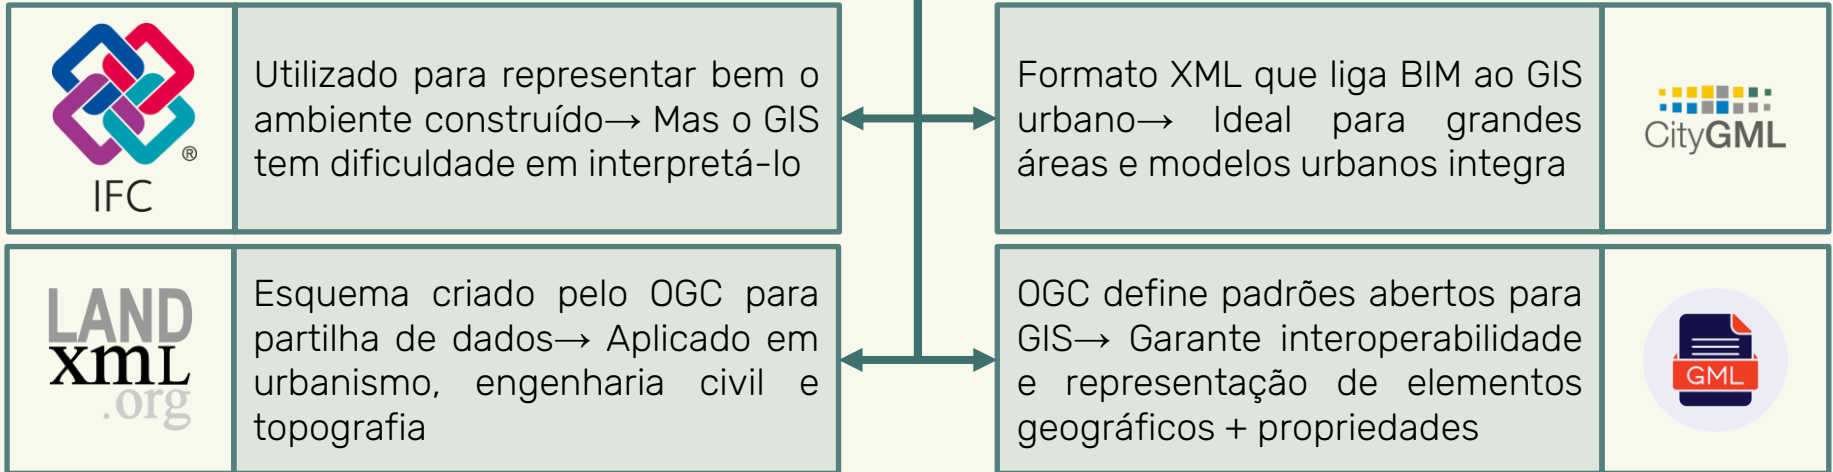 ®
IFC
Utilizado para representar bem o
ambiente construído→ Mas o GIS
tem dificuldade em interpretá-lo
Formato XML que liga BIM ao GIS
urbano→ Ideal para grandes
áreas e modelos urbanos integra
CityGML
LAND
xmL
.org
Esquema criado pelo OGC para
partilha de dados→ Aplicado em
urbanismo, engenharia civil e
topografia
OGC define padrões abertos para
GIS→ Garante interoperabilidade
e representação de elementos
geográficos + propriedades
GML